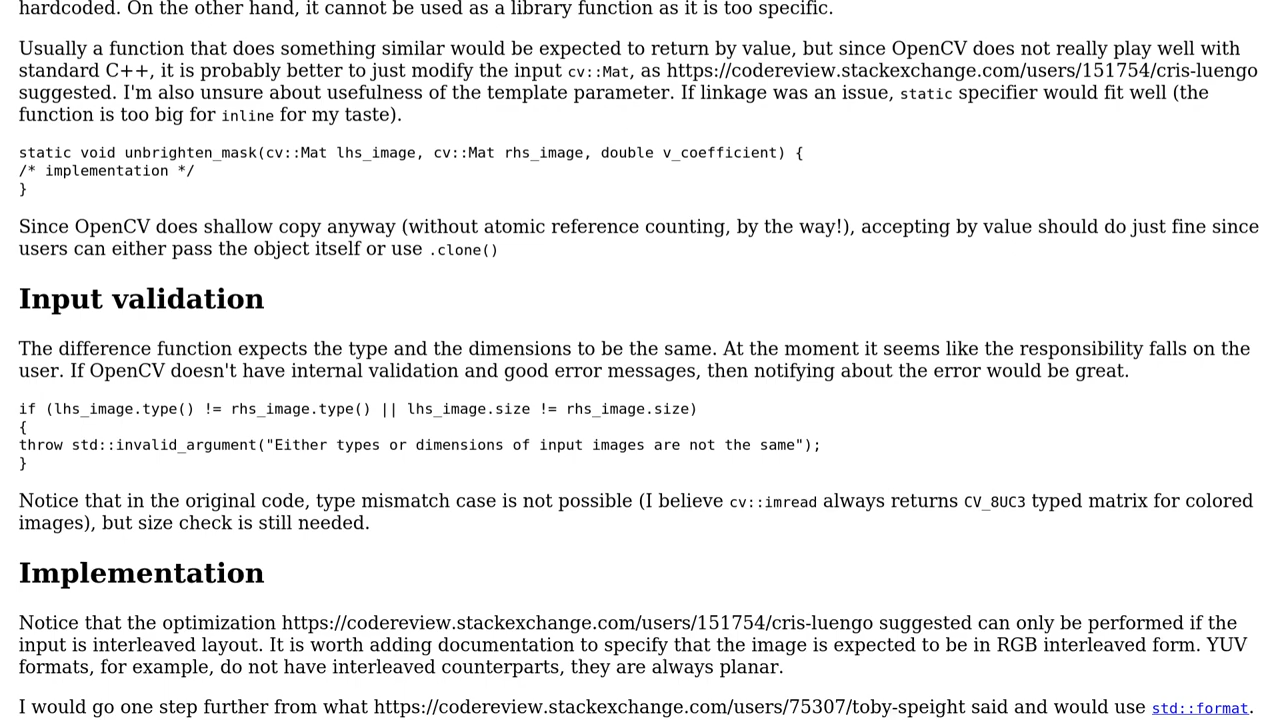 hardcoded. On the other hand, it cannot be used as a library function as it is too specific.
Usually a function that does something similar would be expected to return by value, but since OpenCV does not really play well with
standard C++, it is probably better to just modify the input cv::Mat, as https://codereview.stackexchange.com/users/151754/cris-luengo
suggested. I'm also unsure about usefulness of the template parameter. If linkage was an issue, static specifier would fit well (the
function is too big for inline for my taste).
static void unbrighten_mask(cv::Mat lhs_image, cv::Mat rhs_image, double v_coefficient) {
/* implementation */
}
Since OpenCV does shallow copy anyway (without atomic reference counting, by the way!), accepting by value should do just fine since
users can either pass the object itself or use .clone()
Input validation
The difference function expects the type and the dimensions to be the same. At the moment it seems like the responsibility falls on the
user. If OpenCV doesn't have internal validation and good error messages, then notifying about the error would be great.
if (lhs_image.type() != rhs_image.type() || lhs_image.size != rhs_image.size)
{
throw std::invalid_argument("Either types or dimensions of input images are not the same");
}
Notice that in the original code, type mismatch case is not possible (I believe cv::imread always returns CV_8UC3 typed matrix for colored
images), but size check is still needed.
Implementation
Notice that the optimization https://codereview.stackexchange.com/users/151754/cris-luengo suggested can only be performed if the
input is interleaved layout. It is worth adding documentation to specify that the image is expected to be in RGB interleaved form. YUV
formats, for example, do not have interleaved counterparts, they are always planar.
I would go one step further from what https://codereview.stackexchange.com/users/75307/toby-speight said and would use std::format.